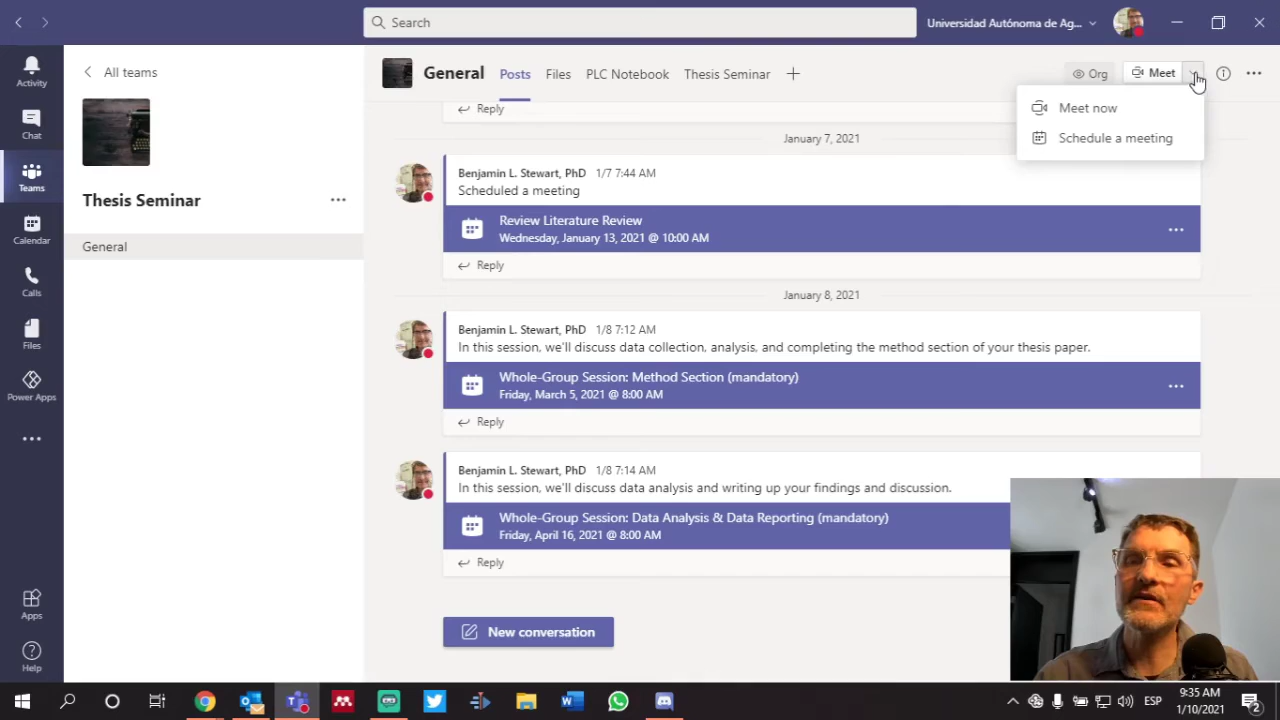 Search
Universidad Autónoma de Ag...
Activity
Chat
Teams
Calendar
Calls
Files
Power Apps
Apps
Help
All teams
Thesis Seminar
General
General
Posts
Files
PLC Notebook
Thesis Seminar
Org
Meet
Meet now
Schedule a meeting
Reply
January 7, 2021
Benjamin L. Stewart, PhD 1/7 7:44 AM
Scheduled a meeting
Review Literature Review
Wednesday, January 13, 2021 @ 10:00 AM
Reply
January 8, 2021
Benjamin L. Stewart, PhD 1/8 7:12 AM
In this session, we'll discuss data collection, analysis, and completing the method section of your thesis paper.
Whole-Group Session: Method Section (mandatory)
Friday, March 5, 2021 @ 8:00 AM
Reply
Benjamin L. Stewart, PhD 1/8 7:14 AM
In this session, we'll discuss data analysis and writing up your findings and discussion.
Whole-Group Session: Data Analysis & Data Reporting (mandatory)
Friday, April 16, 2021 @ 8:00 AM
Reply
New conversation
ESP
9:35 AM
1/10/2021
2